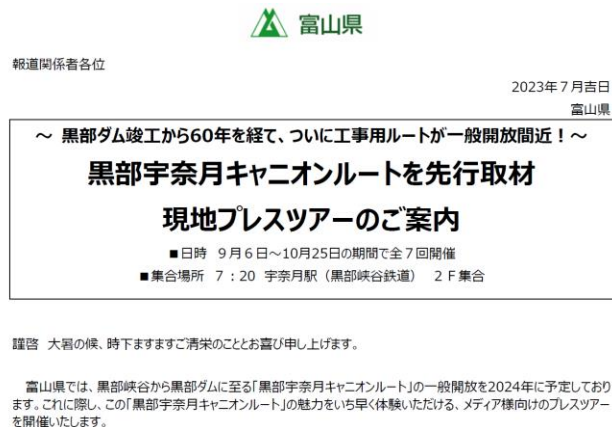 富山県
報道関係者各位
2023年7月吉日
富山県
～ 黒部ダム竣工から60年を経て、ついに工事用ルートが一般開放間近！～
黒部宇奈月キャニオンルートを先行取材
現地プレスツアーのご案内
■日時 9月6日～10月25日の期間で全7回開催
■集合場所 7：20 宇奈月駅（黒部峡谷鉄道） 2F集合
謹啓 大暑の候、時下ますますご清栄のこととお喜び申し上げます。
富山県では、黒部峡谷から黒部ダムに至る「黒部宇奈月キャニオンルート」の一般開放を2024年に予定しており
ます。これに際し、この「黒部宇奈月キャニオンルート」の魅力をいち早く体験いただける、メディア様向けのプレスツアー
を開催いたします。